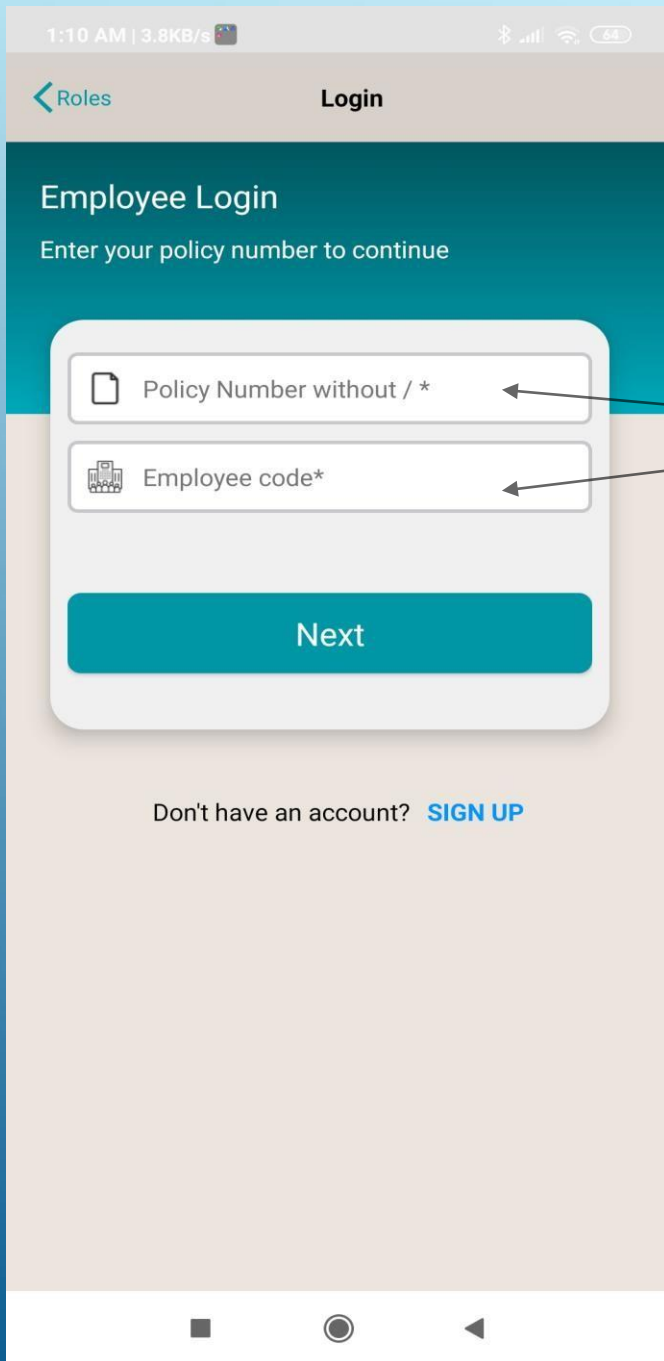 1:10 AM | 3.8KB/s
64
Roles
Login
Employee Login
Enter your policy number to continue
Policy Number without / *
Employee code*
Next
Don't have an account? SIGN UP